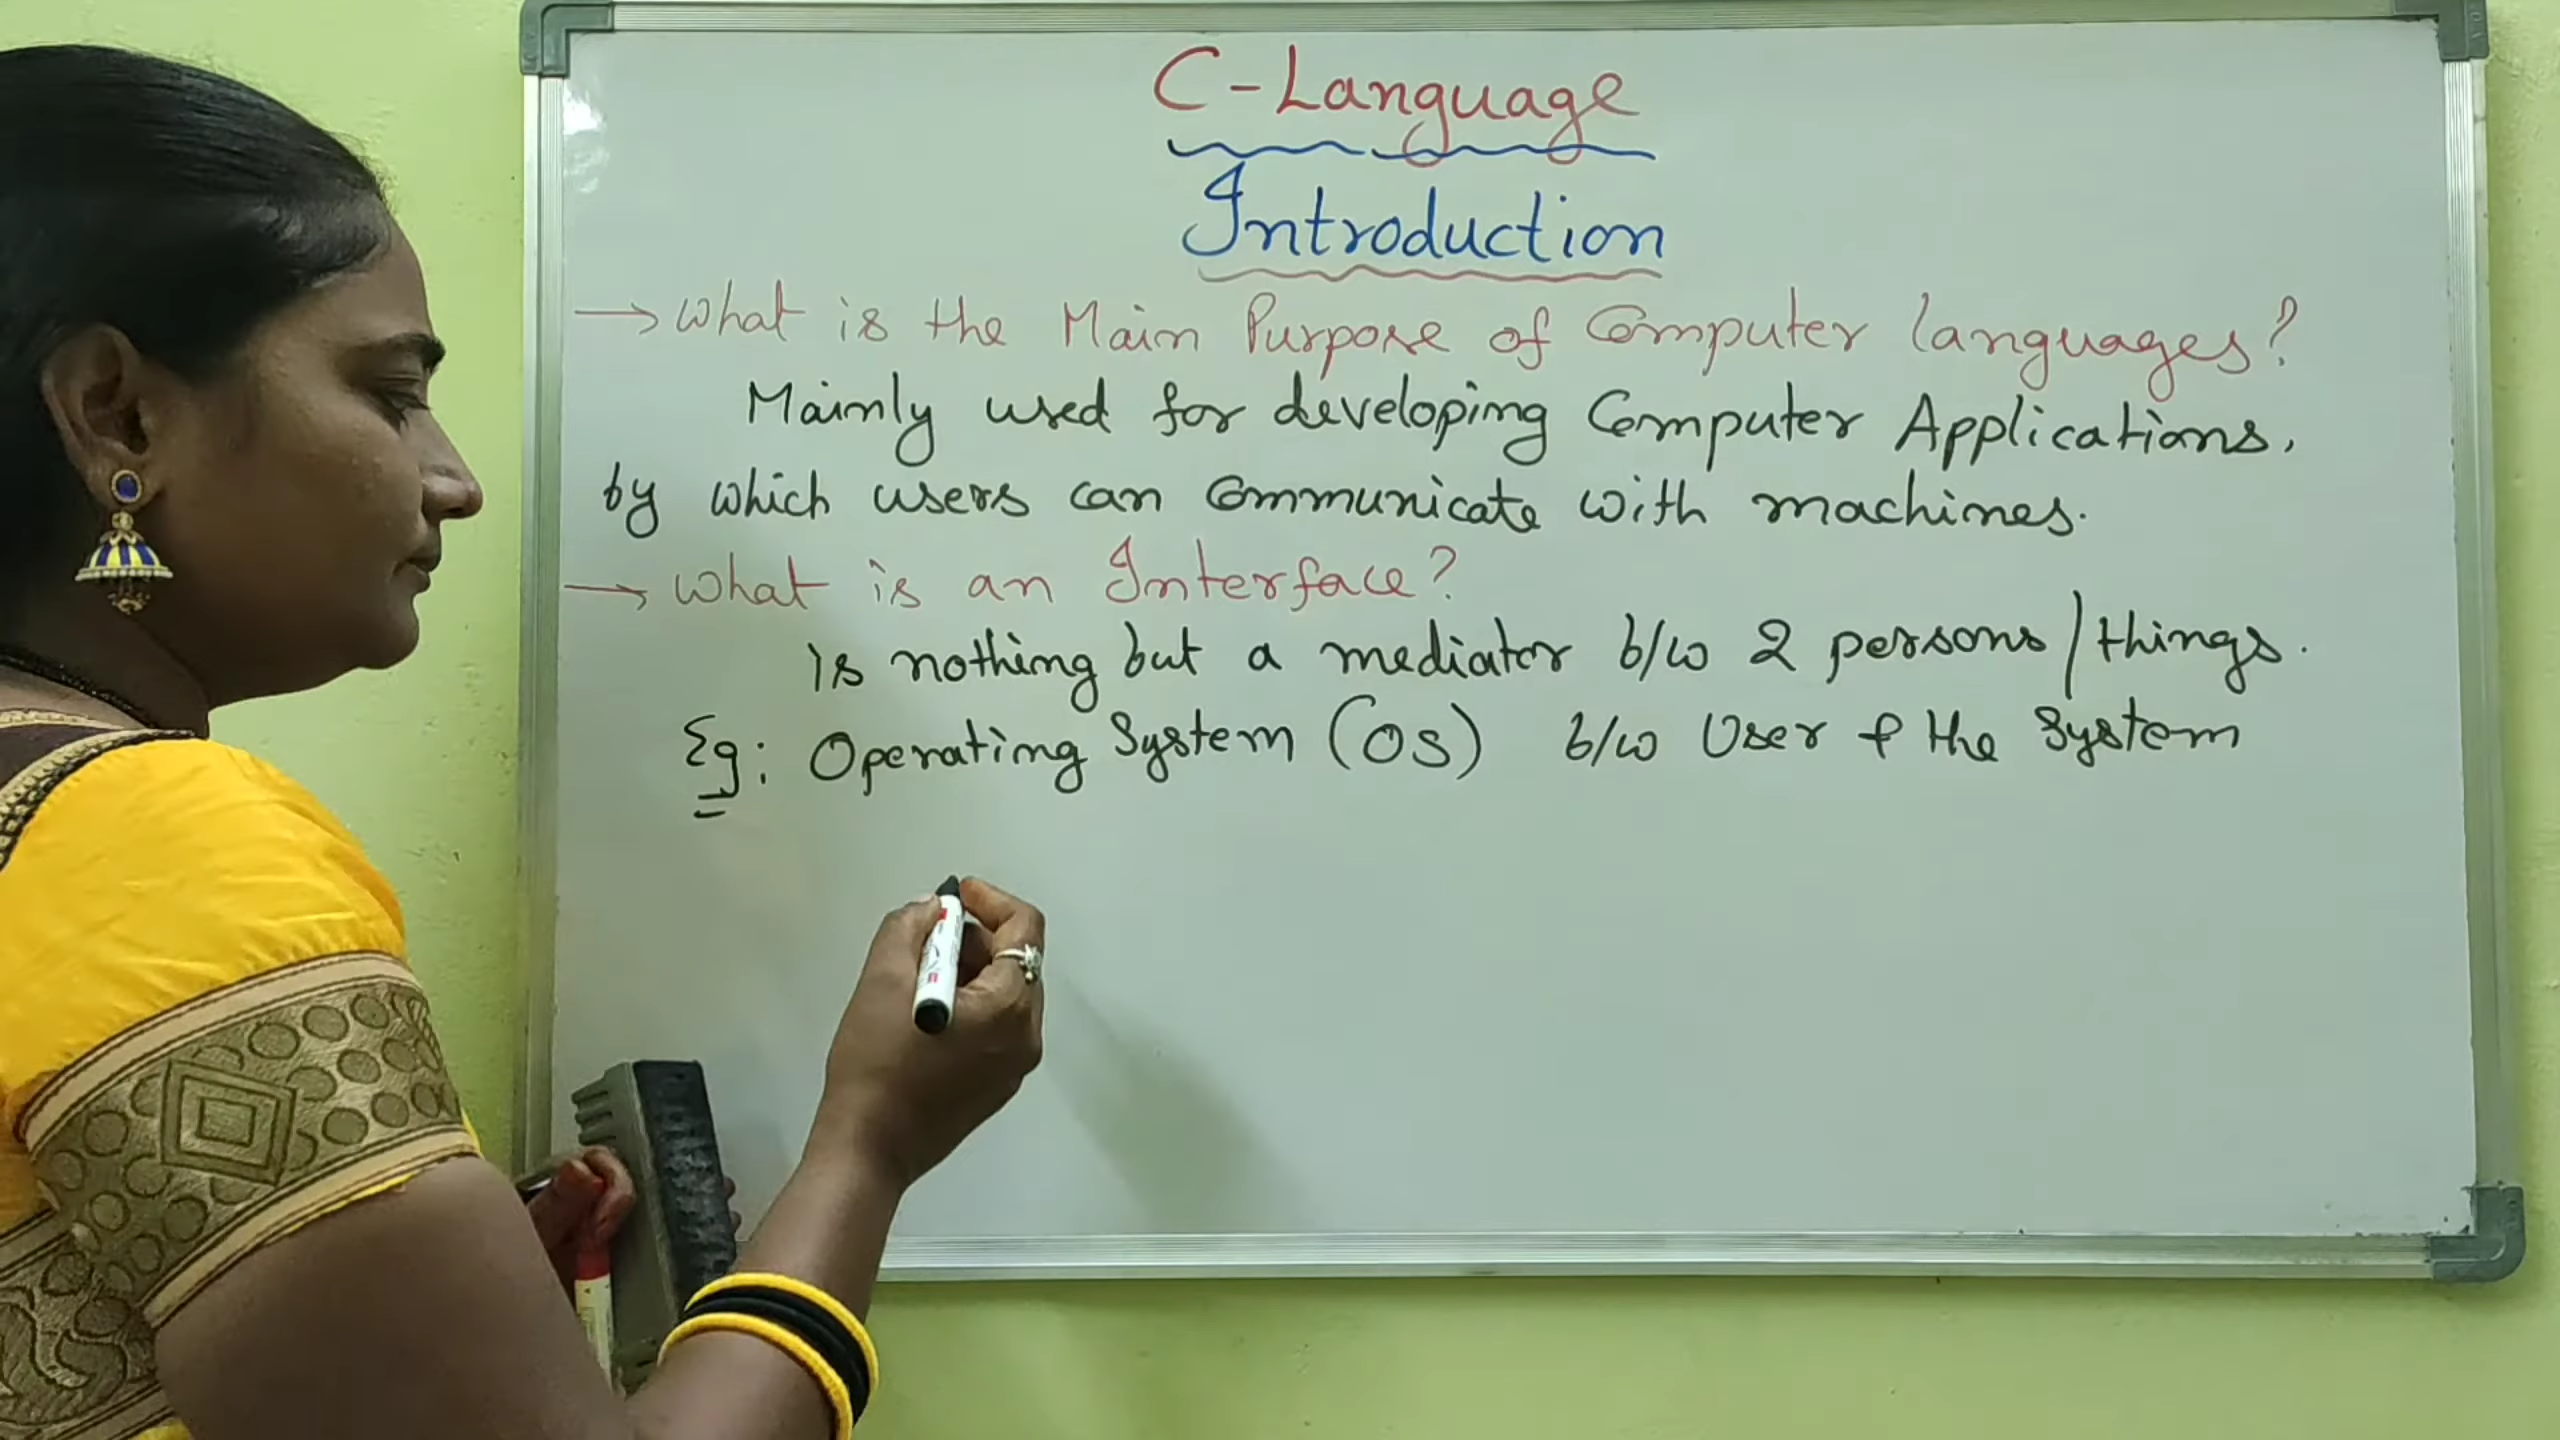 C-Language
Introduction
→ What is the Main Purpose of Computer languages?
Mainly used for developing Computer Applications,
by which users can communicate with machines.
→ What is an Interface?
is nothing but a mediator b/w 2 persons/things.
Eg: Operating System (OS) b/w User & the System